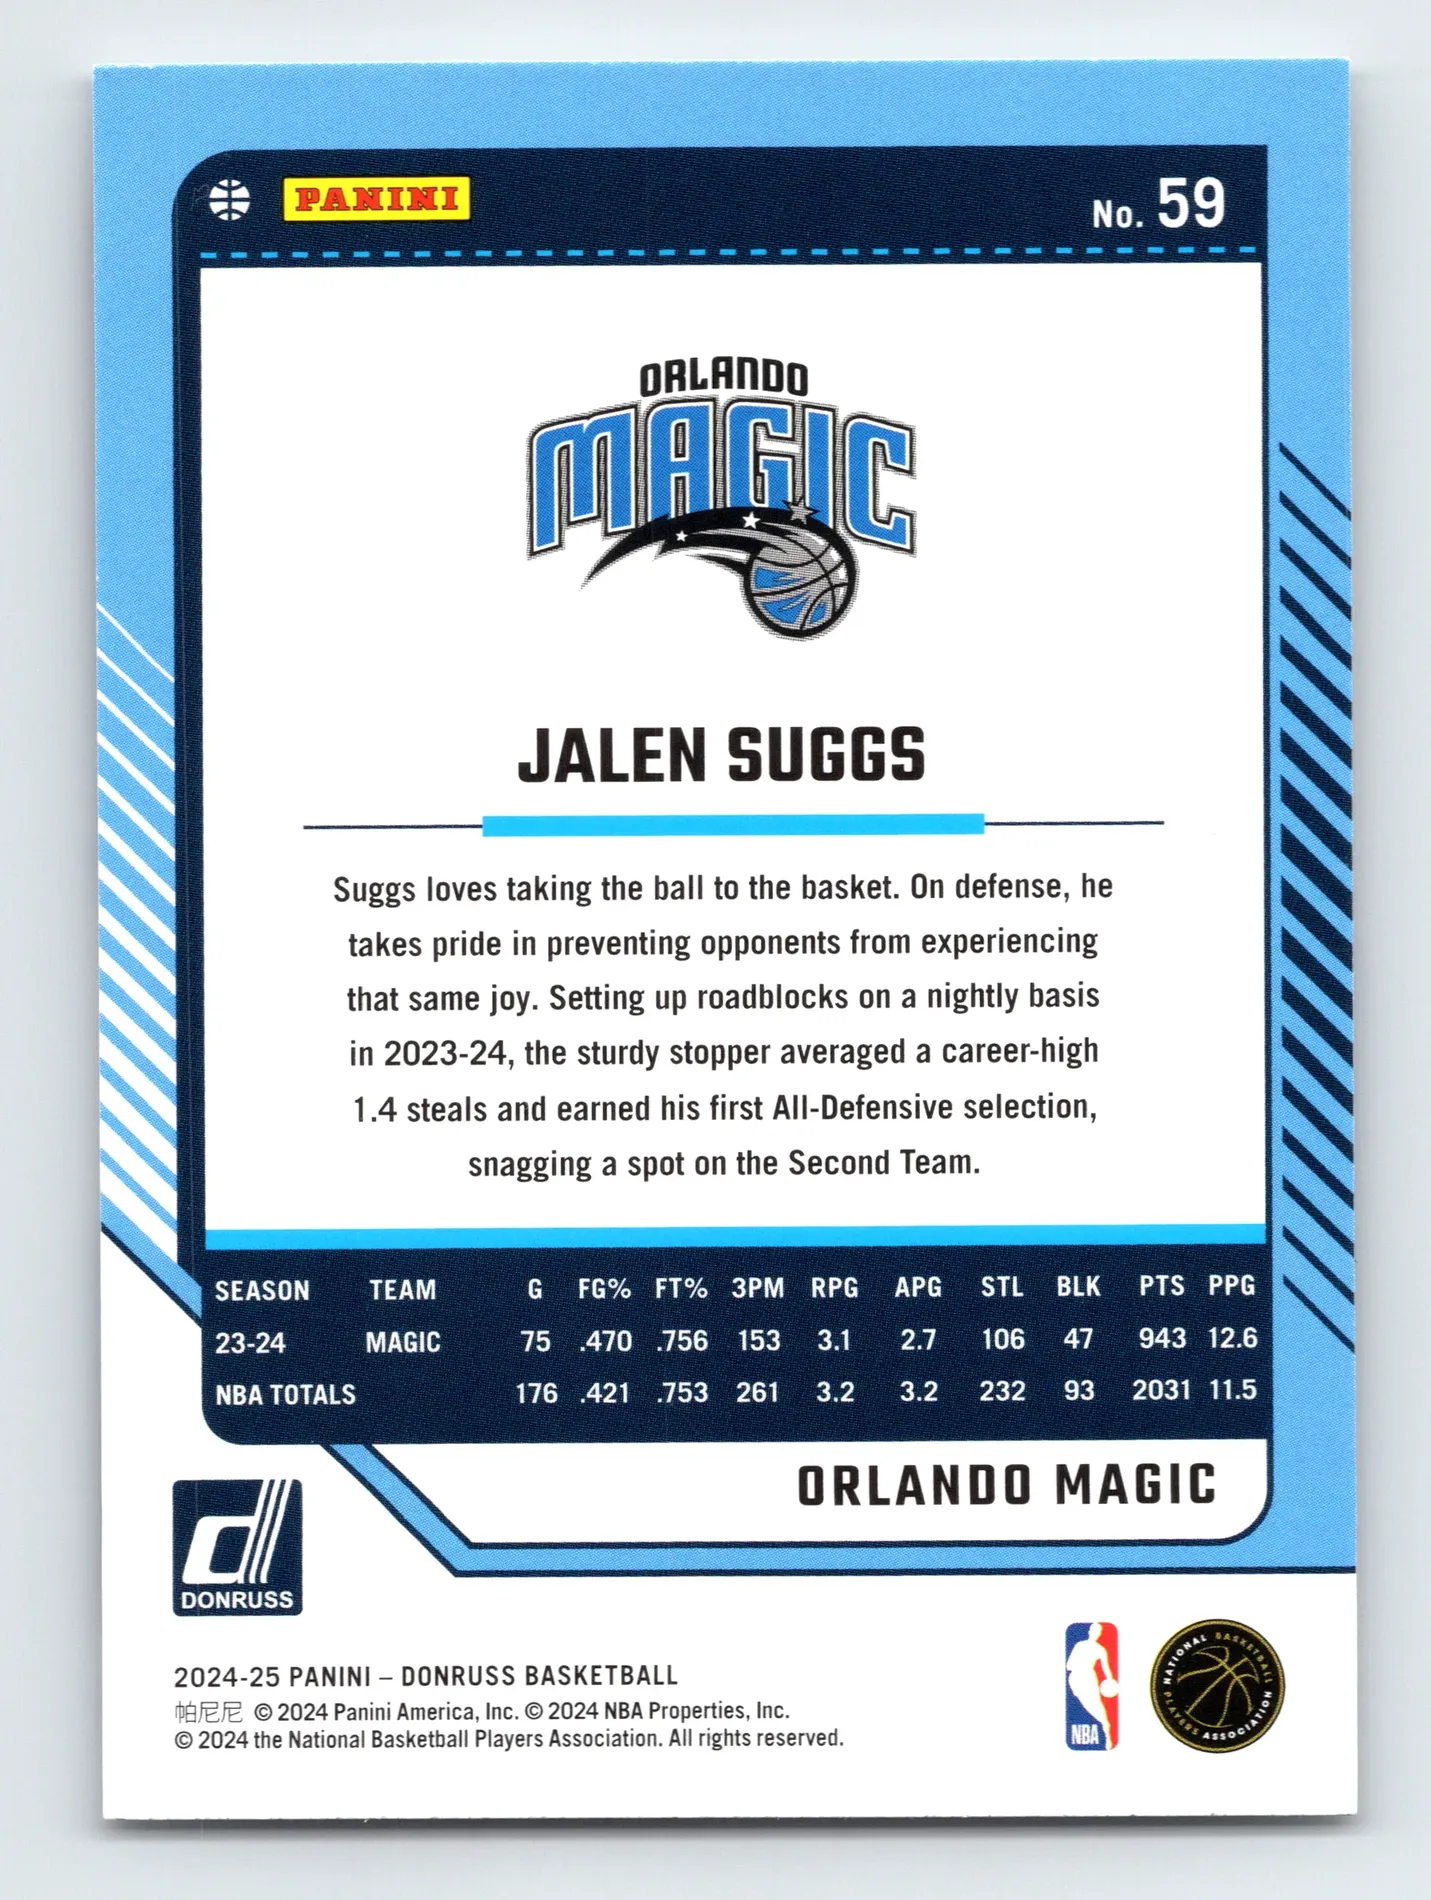 PANINI
No. 59
ORLANDO
MAGIC
JALEN SUGGS
Suggs loves taking the ball to the basket. On defense, he
takes pride in preventing opponents from experiencing
that same joy. Setting up roadblocks on a nightly basis
in 2023-24, the sturdy stopper averaged a career-high
1.4 steals and earned his first All-Defensive selection,
snagging a spot on the Second Team.
SEASON TEAM G FG% FT% 3PM RPG APG STL BLK PTS PPG
23-24 MAGIC 75 .470 .756 153 3.1 2.7 106 47 943 12.6
NBA TOTALS 176 .421 .753 261 3.2 3.2 232 93 2031 11.5
ORLANDO MAGIC
d
DONRUSS
2024-25 PANINI – DONRUSS BASKETBALL
帕尼尼 © 2024 Panini America, Inc. © 2024 NBA Properties, Inc.
© 2024 the National Basketball Players Association. All rights reserved.
NBA
NATIONAL BASKETBALL PLAYERS ASSOCIATION